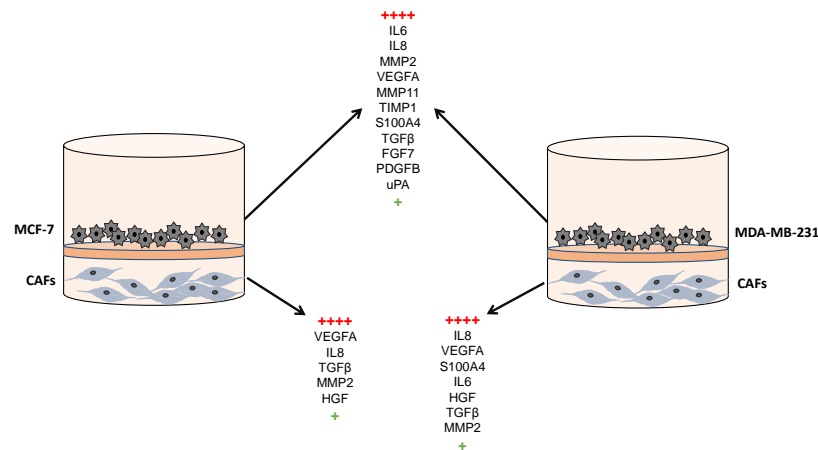 ++++
IL6
IL8
MMP2
VEGFA
MMP11
TIMP1
S100A4
TGFβ
FGF7
PDGFB
uPA
+
MCF-7
CAFs
MDA-MB-231
CAFs
++++
VEGFA
IL8
TGFβ
MMP2
HGF
+
++++
IL8
VEGFA
S100A4
IL6
HGF
TGFβ
MMP2
+